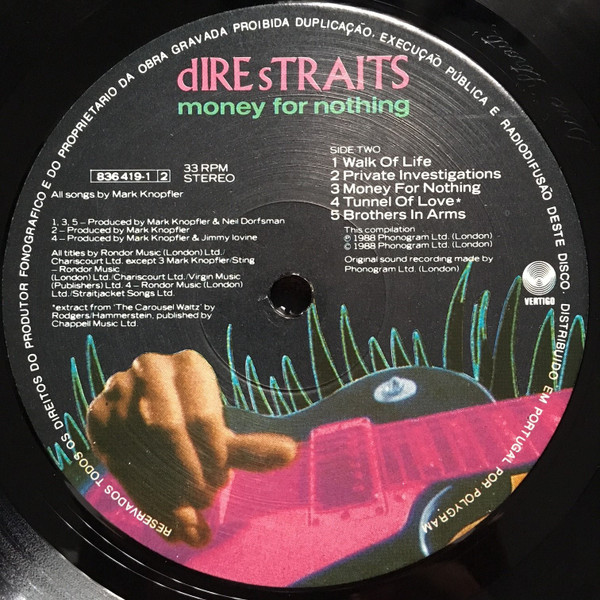 dIRE sTRAITS
money for nothing
836 419-1 2
33 RPM
STEREO
All songs by Mark Knopfler
1, 3, 5 – Produced by Mark Knopfler & Neil Dorfsman
2 – Produced by Mark Knopfler
4 – Produced by Mark Knopfler & Jimmy Iovine
All titles by Rondor Music (London) Ltd./
Chariscourt Ltd. except 3 Mark Knopfler/Sting
– Rondor Music
(London) Ltd./Chariscourt Ltd./Virgin Music
(Publishers) Ltd. 4 – Rondor Music (London)
Ltd./Straitjacket Songs Ltd.
*extract from 'The Carousel Waltz' by
Rodgers/Hammerstein, published by
Chappell Music Ltd.
SIDE TWO
1 Walk Of Life
2 Private Investigations
3 Money For Nothing
4 Tunnel Of Love*
5 Brothers In Arms
This compilation
℗ 1988 Phonogram Ltd. (London)
© 1988 Phonogram Ltd. (London)
Original sound recording made by
Phonogram Ltd. (London)
VERTIGO
RESERVADOS TODOS OS DIREITOS DO PRODUTOR FONOGRAFICO E DO PROPRIETARIO DA OBRA GRAVADA PROIBIDA DUPLICAÇÃO, EXECUÇÃO PÚBLICA E RADIODIFUSÃO DESTE DISCO. DISTRIBUIDO EM PORTUGAL POR POLYGRAM